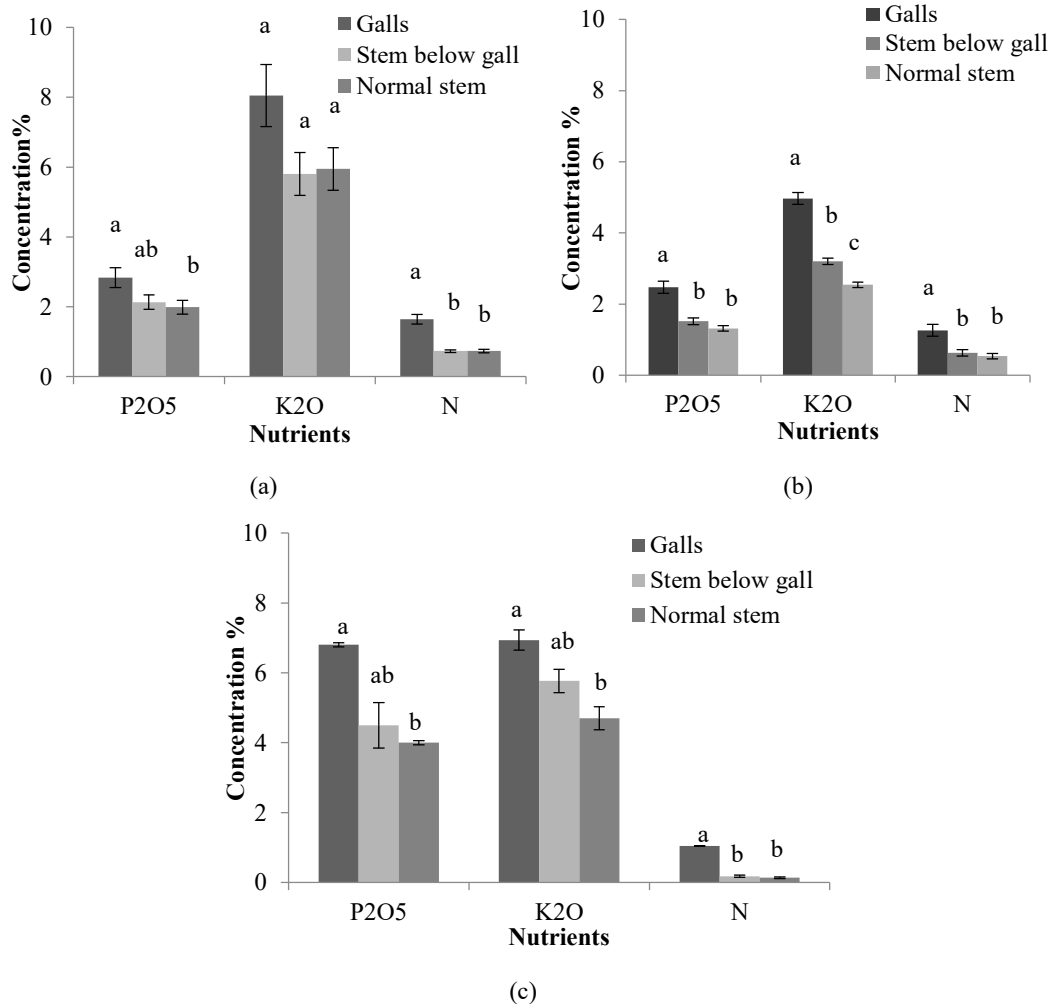 10
8
6
4
2
0
Concentration%
Galls
Stem below gall
Normal stem
a
ab
b
a
a
a
a
b
b
P2O5
K2O
N
Nutrients
(a)
10
8
6
4
2
0
Concentration %
Galls
Stem below gall
Normal stem
a
b
b
a
b
c
a
b
b
P2O5
K2O
N
Nutrients
(b)
10
8
6
4
2
0
Concentration %
Galls
Stem below gall
Normal stem
a
ab
b
a
ab
b
a
b
b
P2O5
K2O
N
Nutrients
(c)